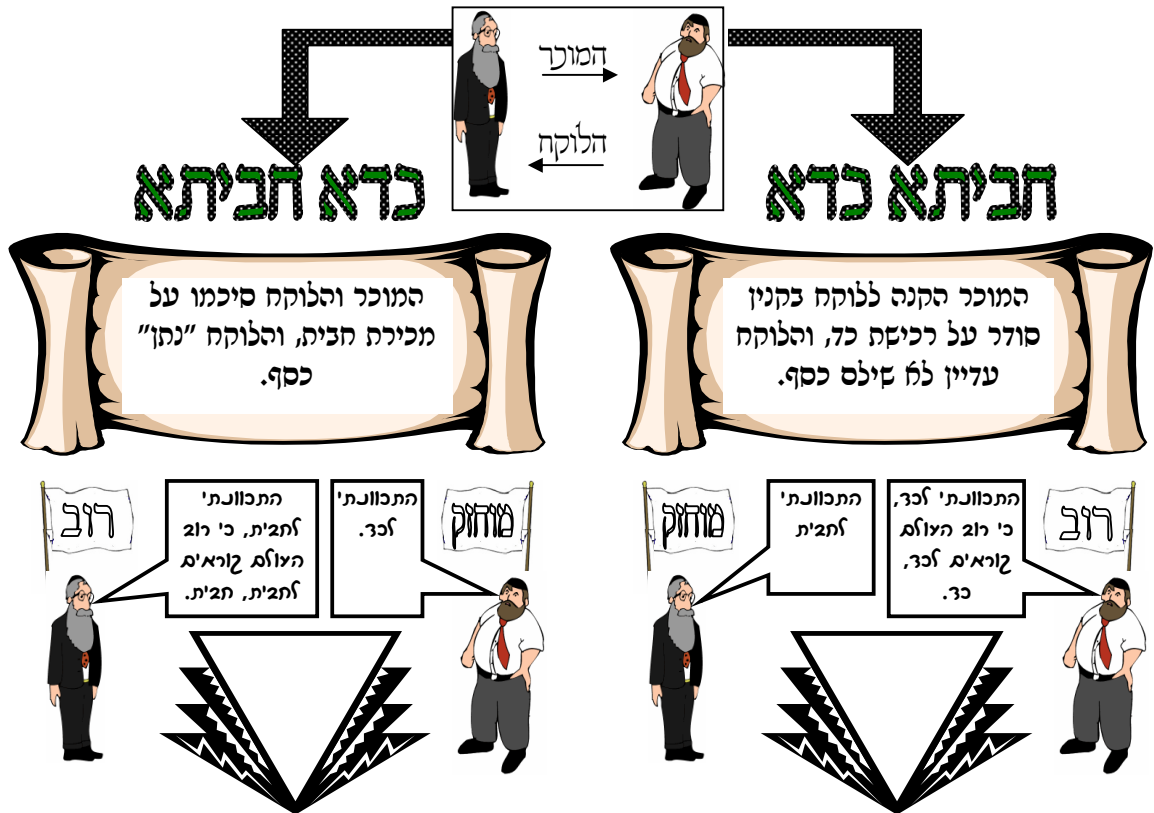 המוכר
הלוקח
חביתא כדא
המוכר הקנה ללוקח בקנין
סודר על רכישת כד, והלוקח
עדיין לא שילם כסף.
רוב
התכוונתי לכד,
כי רוב העולם
קוראים לכד,
כד.
התכוונתי
לחבית
מוחזק
כדא חביתא
המוכר והלוקח סיכמו על
מכירת חבית, והלוקח "נתן"
כסף.
מוחזק
התכוונתי
לכד.
התכוונתי
לחבית, כי רוב
העולם קוראים
לחבית, חבית.
רוב